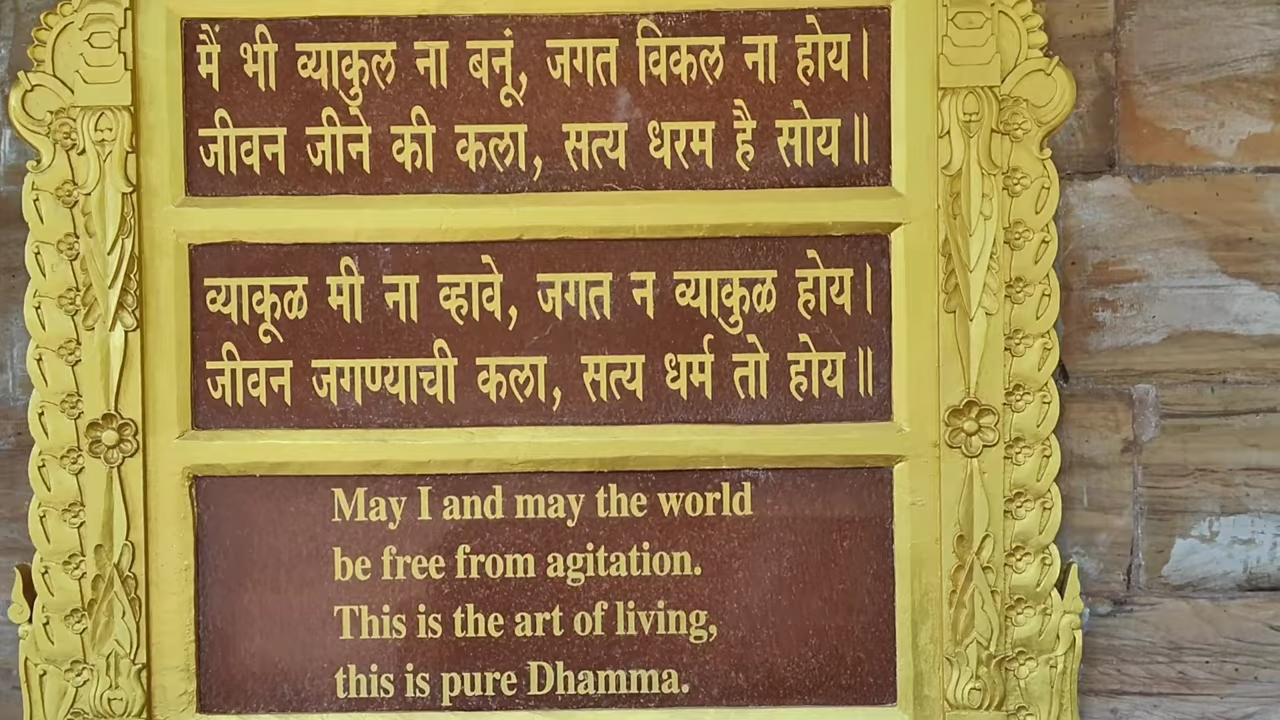 मैं भी व्याकुल ना बनूं, जगत विकल ना होय।
जीवन जीने की कला, सत्य धरम है सोय॥
व्याकूळ मी ना व्हावे, जगत न व्याकुळ होय।
जीवन जगण्याची कला, सत्य धर्म तो होय॥
May I and may the world
be free from agitation.
This is the art of living,
this is pure Dhamma.